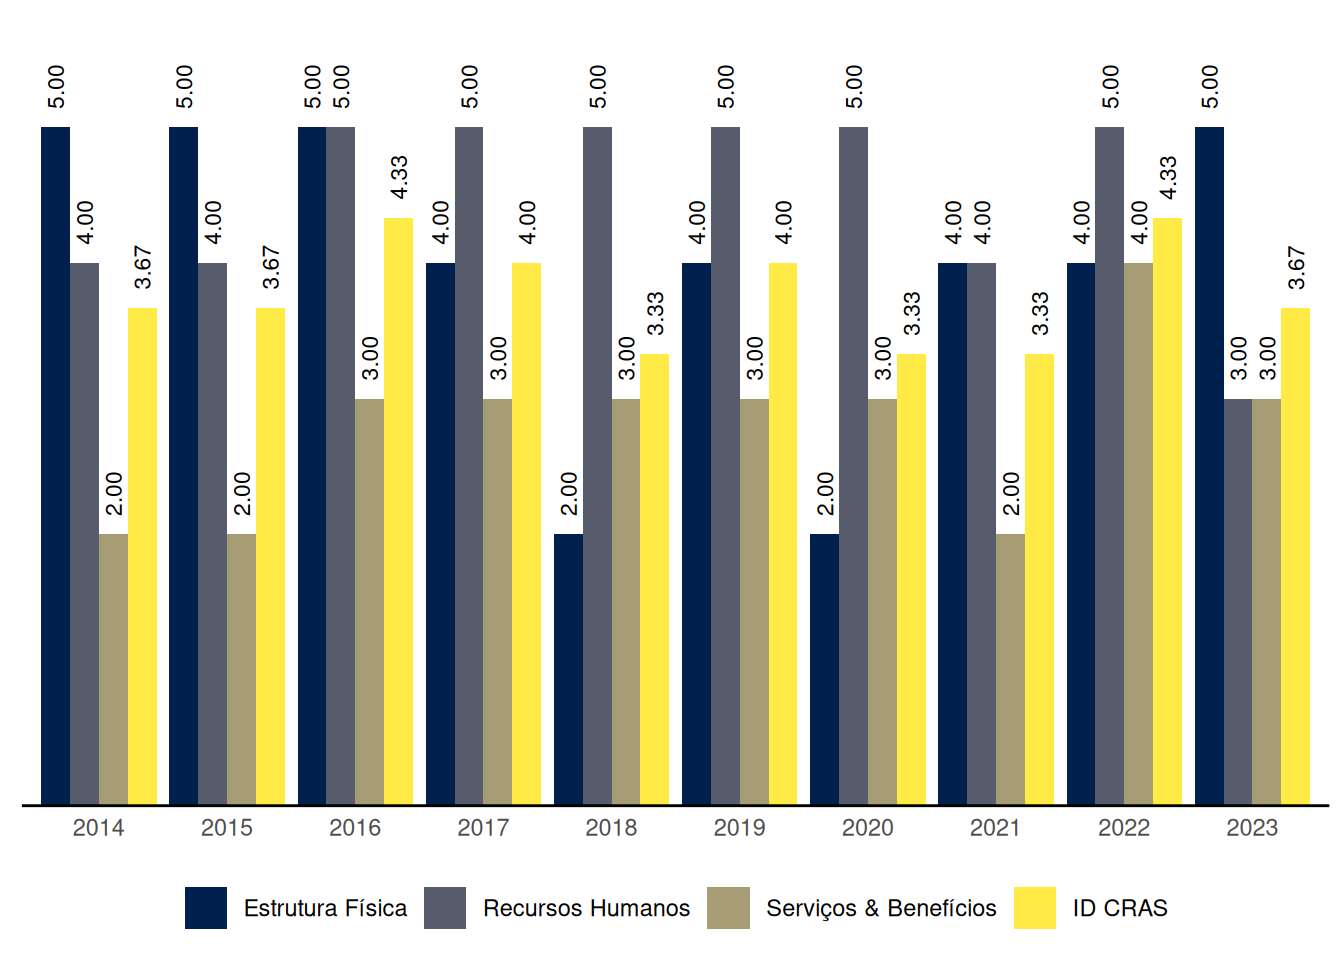 5.00 4.00 2.00 3.67
5.00 4.00 2.00 3.67
5.00 5.00 3.00 4.33
4.00 5.00 3.00 4.00
2.00 5.00 3.00 3.33
4.00 5.00 3.00 4.00
2.00 5.00 3.00 3.33
4.00 4.00 2.00 3.33
4.00 5.00 4.00 4.33
5.00 3.00 3.00 3.67
2014 2015 2016 2017 2018 2019 2020 2021 2022 2023
Estrutura Física Recursos Humanos Serviços & Benefícios ID CRAS